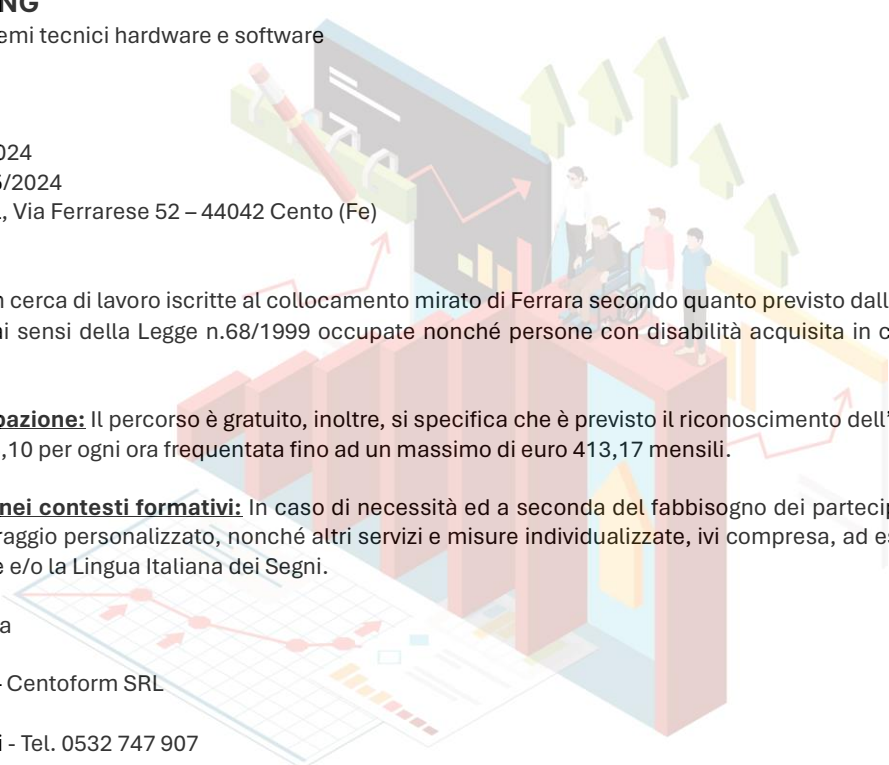 NG
emi tecnici hardware e software
024
5/2024
, Via Ferrarese 52 – 44042 Cento (Fe)
n cerca di lavoro iscritte al collocamento mirato di Ferrara secondo quanto previsto dall
ni sensi della Legge n.68/1999 occupate nonché persone con disabilità acquisita in c
pazione: Il percorso è gratuito, inoltre, si specifica che è previsto il riconoscimento dell’
,10 per ogni ora frequentata fino ad un massimo di euro 413,17 mensili.
nei contesti formativi: In caso di necessità ed a seconda del fabbisogno dei partecip
raggio personalizzato, nonché altri servizi e misure individualizzate, ivi compresa, ad es
e e/o la Lingua Italiana dei Segni.
a
- Centoform SRL
i - Tel. 0532 747 907